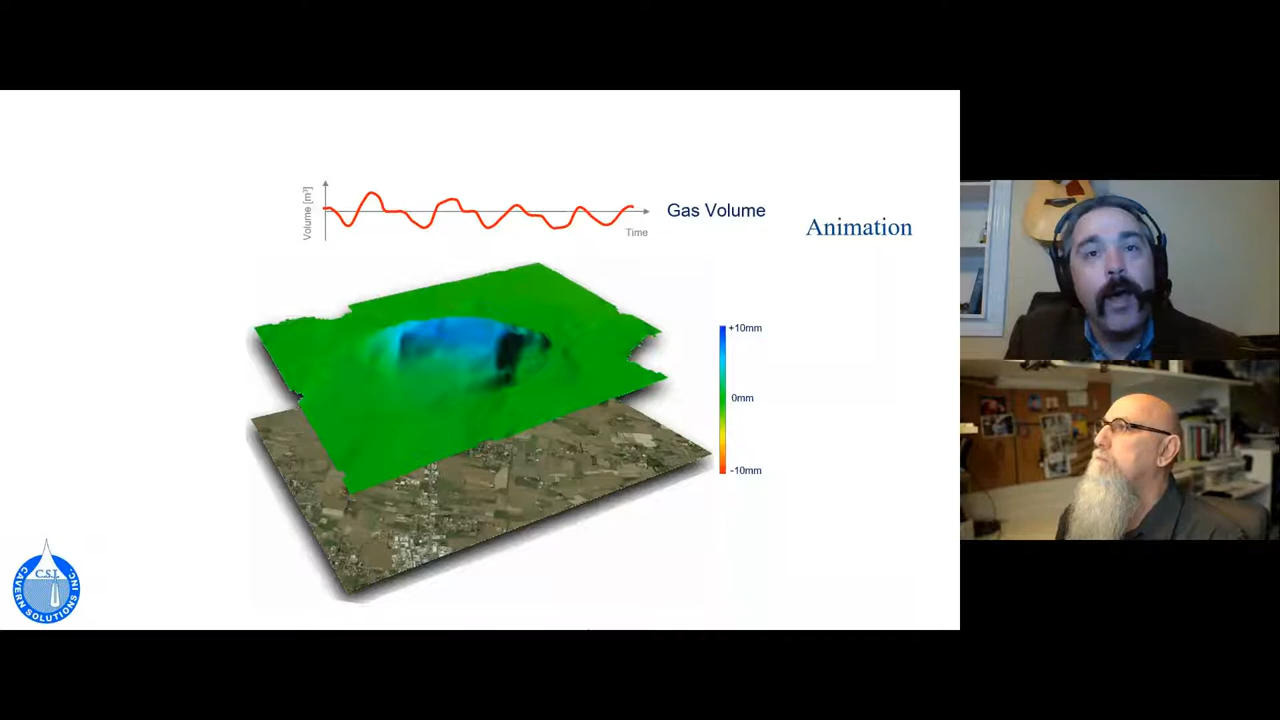 Volume [m³]
Time
Gas Volume
Animation
+10mm
0mm
-10mm
C.S.I.
CAVERN SOLUTIONS INC.